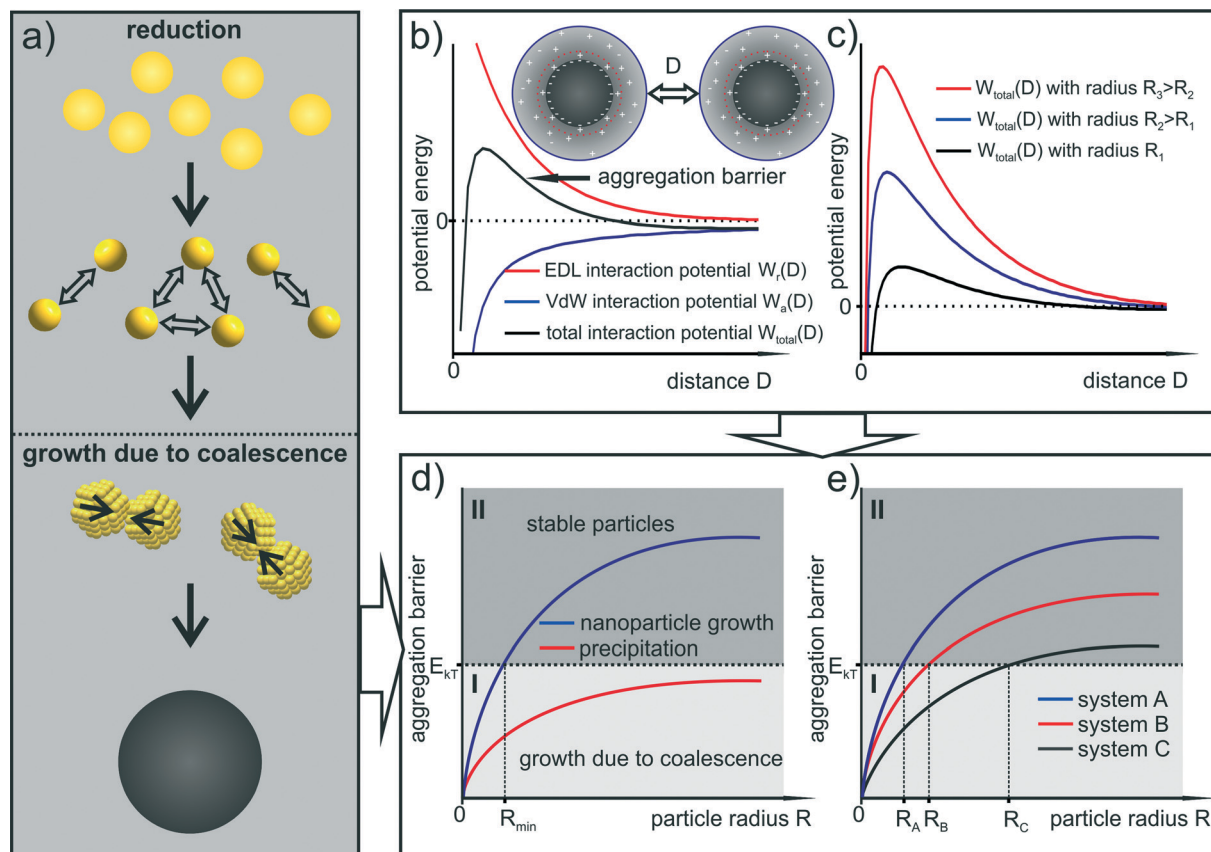 a)
reduction
growth due to coalescence
b)
D
potential energy
0
aggregation barrier
EDL interaction potential Wr(D)
VdW interaction potential Wa(D)
total interaction potential Wtotal(D)
0
distance D
c)
potential energy
Wtotal(D) with radius R3>R2
Wtotal(D) with radius R2>R1
Wtotal(D) with radius R1
0
0
distance D
d)
aggregation barrier
II
stable particles
nanoparticle growth
precipitation
EkT
I
growth due to coalescence
0
Rmin
particle radius R
e)
aggregation barrier
II
EkT
I
system A
system B
system C
0
RA
RB
RC
particle radius R